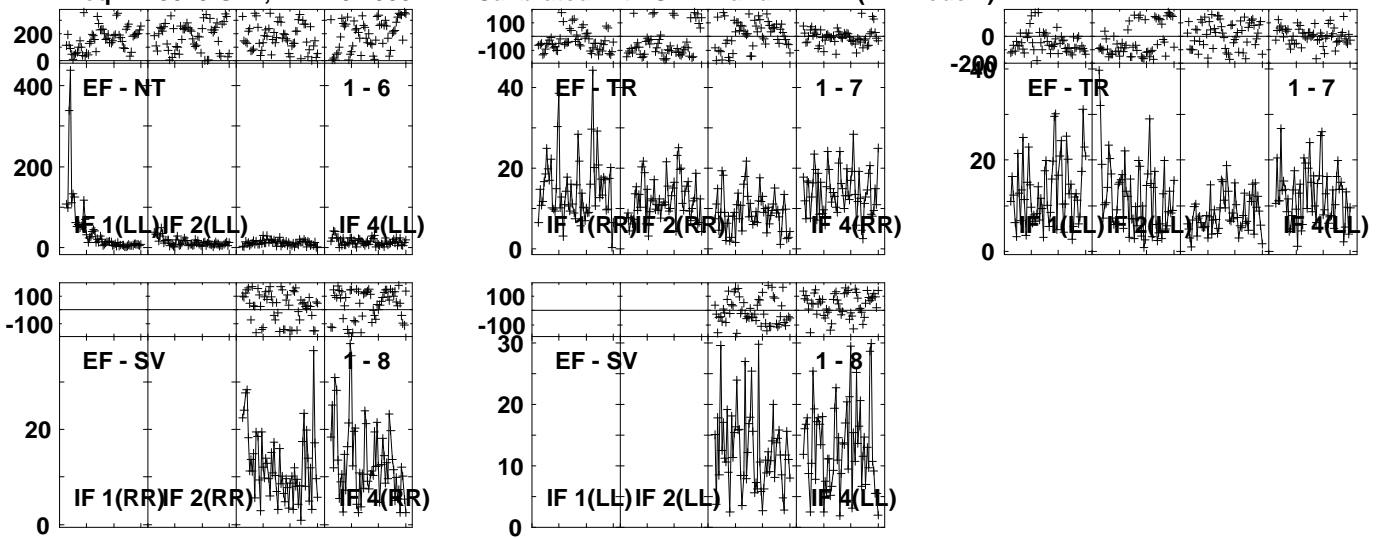 200
0
EF - NT
1 - 6
400
200
0
IF 1(LL)
IF 2(LL)
IF 4(LL)
100
-100
EF - TR
1 - 7
40
20
0
IF 1(RR)
IF 2(RR)
IF 4(RR)
0
-200
40
EF - TR
1 - 7
20
0
IF 1(LL)
IF 2(LL)
IF 4(LL)
100
-100
EF - SV
1 - 8
20
0
IF 1(RR)
IF 2(RR)
IF 4(RR)
100
-100
EF - SV
1 - 8
30
20
10
0
IF 1(LL)
IF 2(LL)
IF 4(LL)